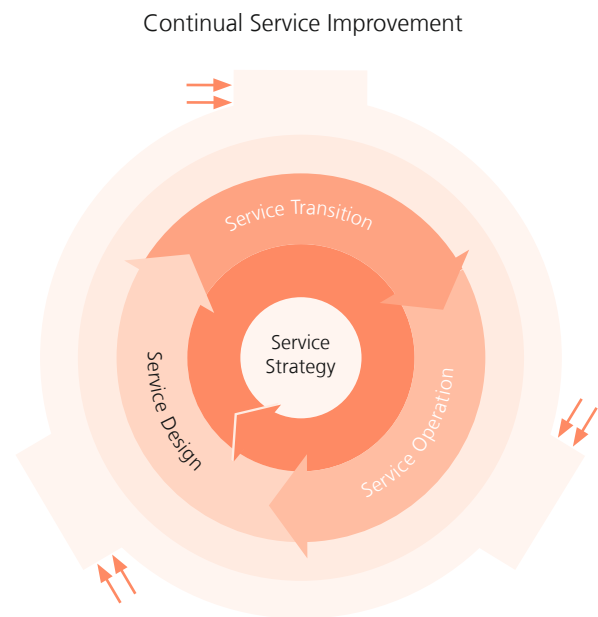 Continual Service Improvement
Service Transition
Service
Strategy
Service Design
Service Operation